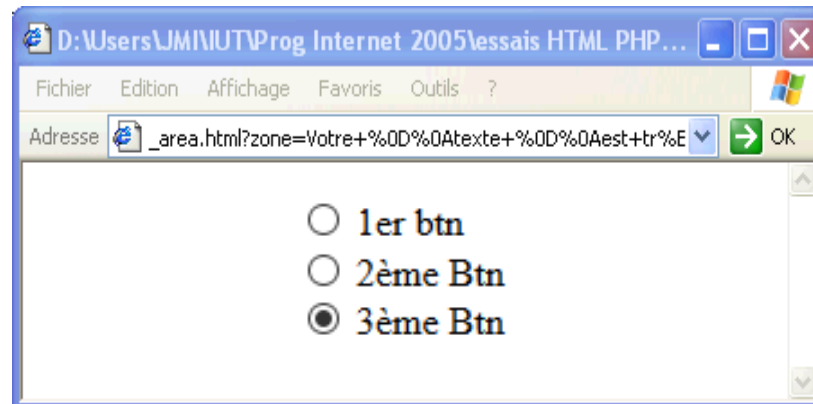 D:\Users\JMI\IUT\Prog Internet 2005\essais HTML PHP...
Fichier Edition Affichage Favoris Outils ?
Adresse _area.html?zone=Votre+%0D%0Atexte+%0D%0Aest+tr%E OK
1er btn
2ème Btn
3ème Btn